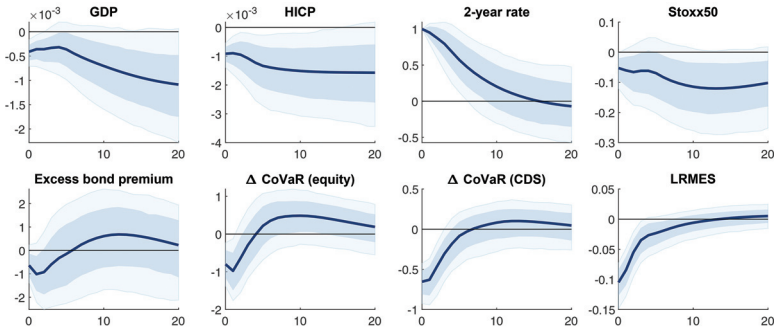 ×10⁻³ GDP
0
-0.5
-1
-1.5
-2
0 10 20
×10⁻³ HICP
0
-1
-2
-3
-4
0 10 20
2-year rate
1
0.5
0
-0.5
0 10 20
Stoxx50
0.1
0
-0.1
-0.2
-0.3
0 10 20
Excess bond premium
2
1
0
-1
-2
0 10 20
Δ CoVaR (equity)
1
0
-1
-2
0 10 20
Δ CoVaR (CDS)
0.5
0
-0.5
-1
0 10 20
LRMES
0.05
0
-0.05
-0.1
-0.15
0 10 20